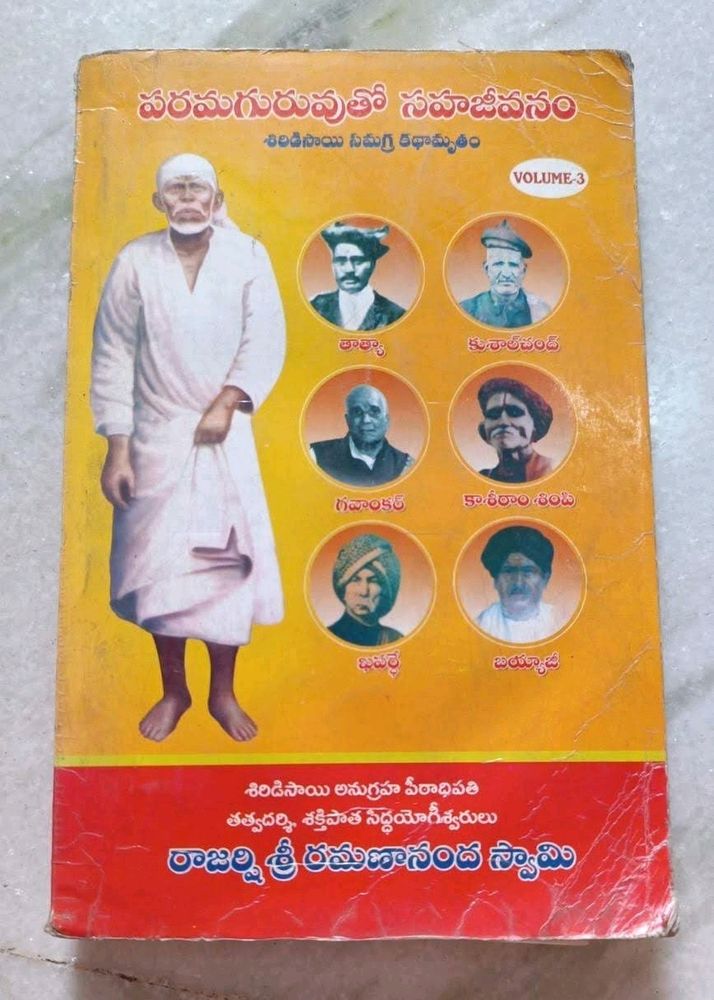 పరమగురువుతో సహజీవనం
శిరిడిసాయి సమగ్ర కథామృతం
VOLUME-3
తాత్యా
కుశాల్‌చంద్
గవాంకర్
కాశీరాం శింపి
ఖపర్డే
బయ్యాజీ
శిరిడిసాయి అనుగ్రహ పీఠాధిపతి
తత్వదర్శి, శక్తిపాత సిద్ధయోగీశ్వరులు
రాజర్షి శ్రీ రమణానంద స్వామి